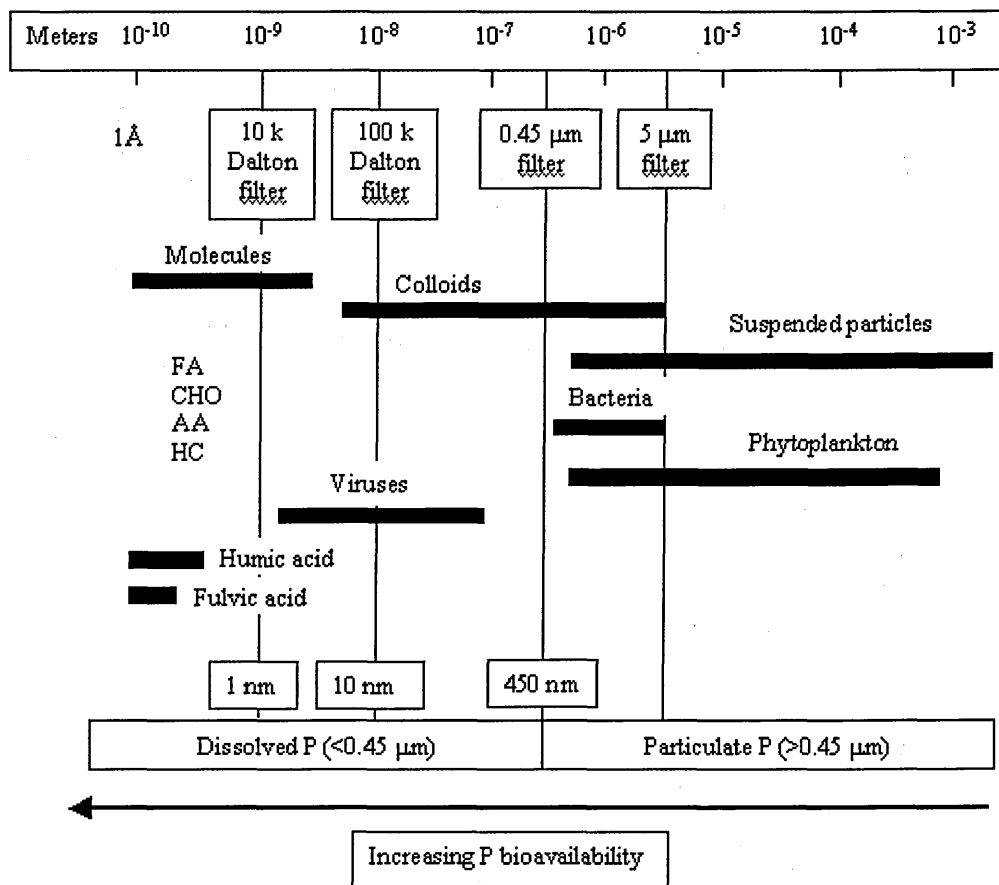 Meters 10-10 10-9 10-8 10-7 10-6 10-5 10-4 10-3
1Å
10 k
Dalton
filter
100 k
Dalton
filter
0.45 µm
filter
5 µm
filter
Molecules
Colloids
Suspended particles
FA
CHO
AA
HC
Bacteria
Phytoplankton
Viruses
Humic acid
Fulvic acid
1 nm
10 nm
450 nm
Dissolved P (<0.45 µm)
Particulate P (>0.45 µm)
Increasing P bioavailability